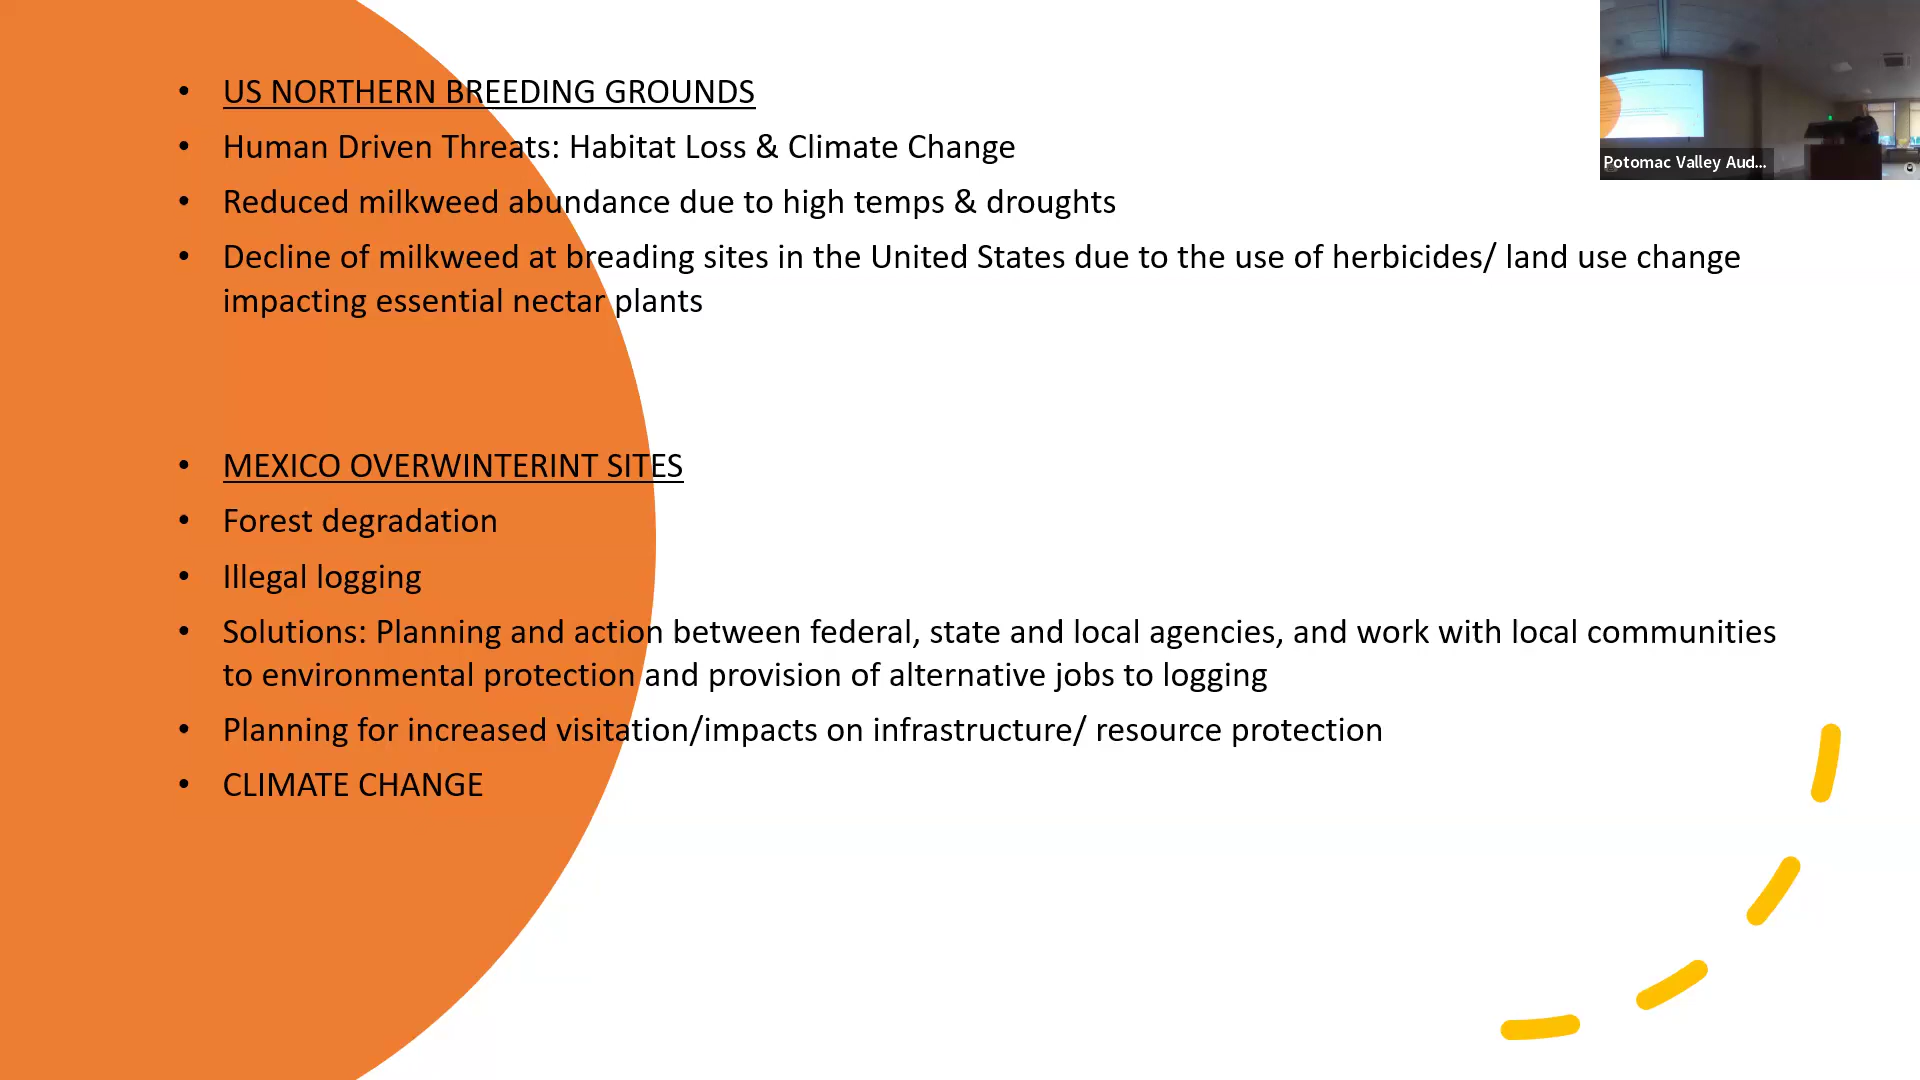 • US NORTHERN BREEDING GROUNDS
• Human Driven Threats: Habitat Loss & Climate Change
• Reduced milkweed abundance due to high temps & droughts
• Decline of milkweed at breading sites in the United States due to the use of herbicides/ land use change
impacting essential nectar plants
• MEXICO OVERWINTERINT SITES
• Forest degradation
• Illegal logging
• Solutions: Planning and action between federal, state and local agencies, and work with local communities
to environmental protection and provision of alternative jobs to logging
• Planning for increased visitation/impacts on infrastructure/ resource protection
• CLIMATE CHANGE
Potomac Valley Aud...